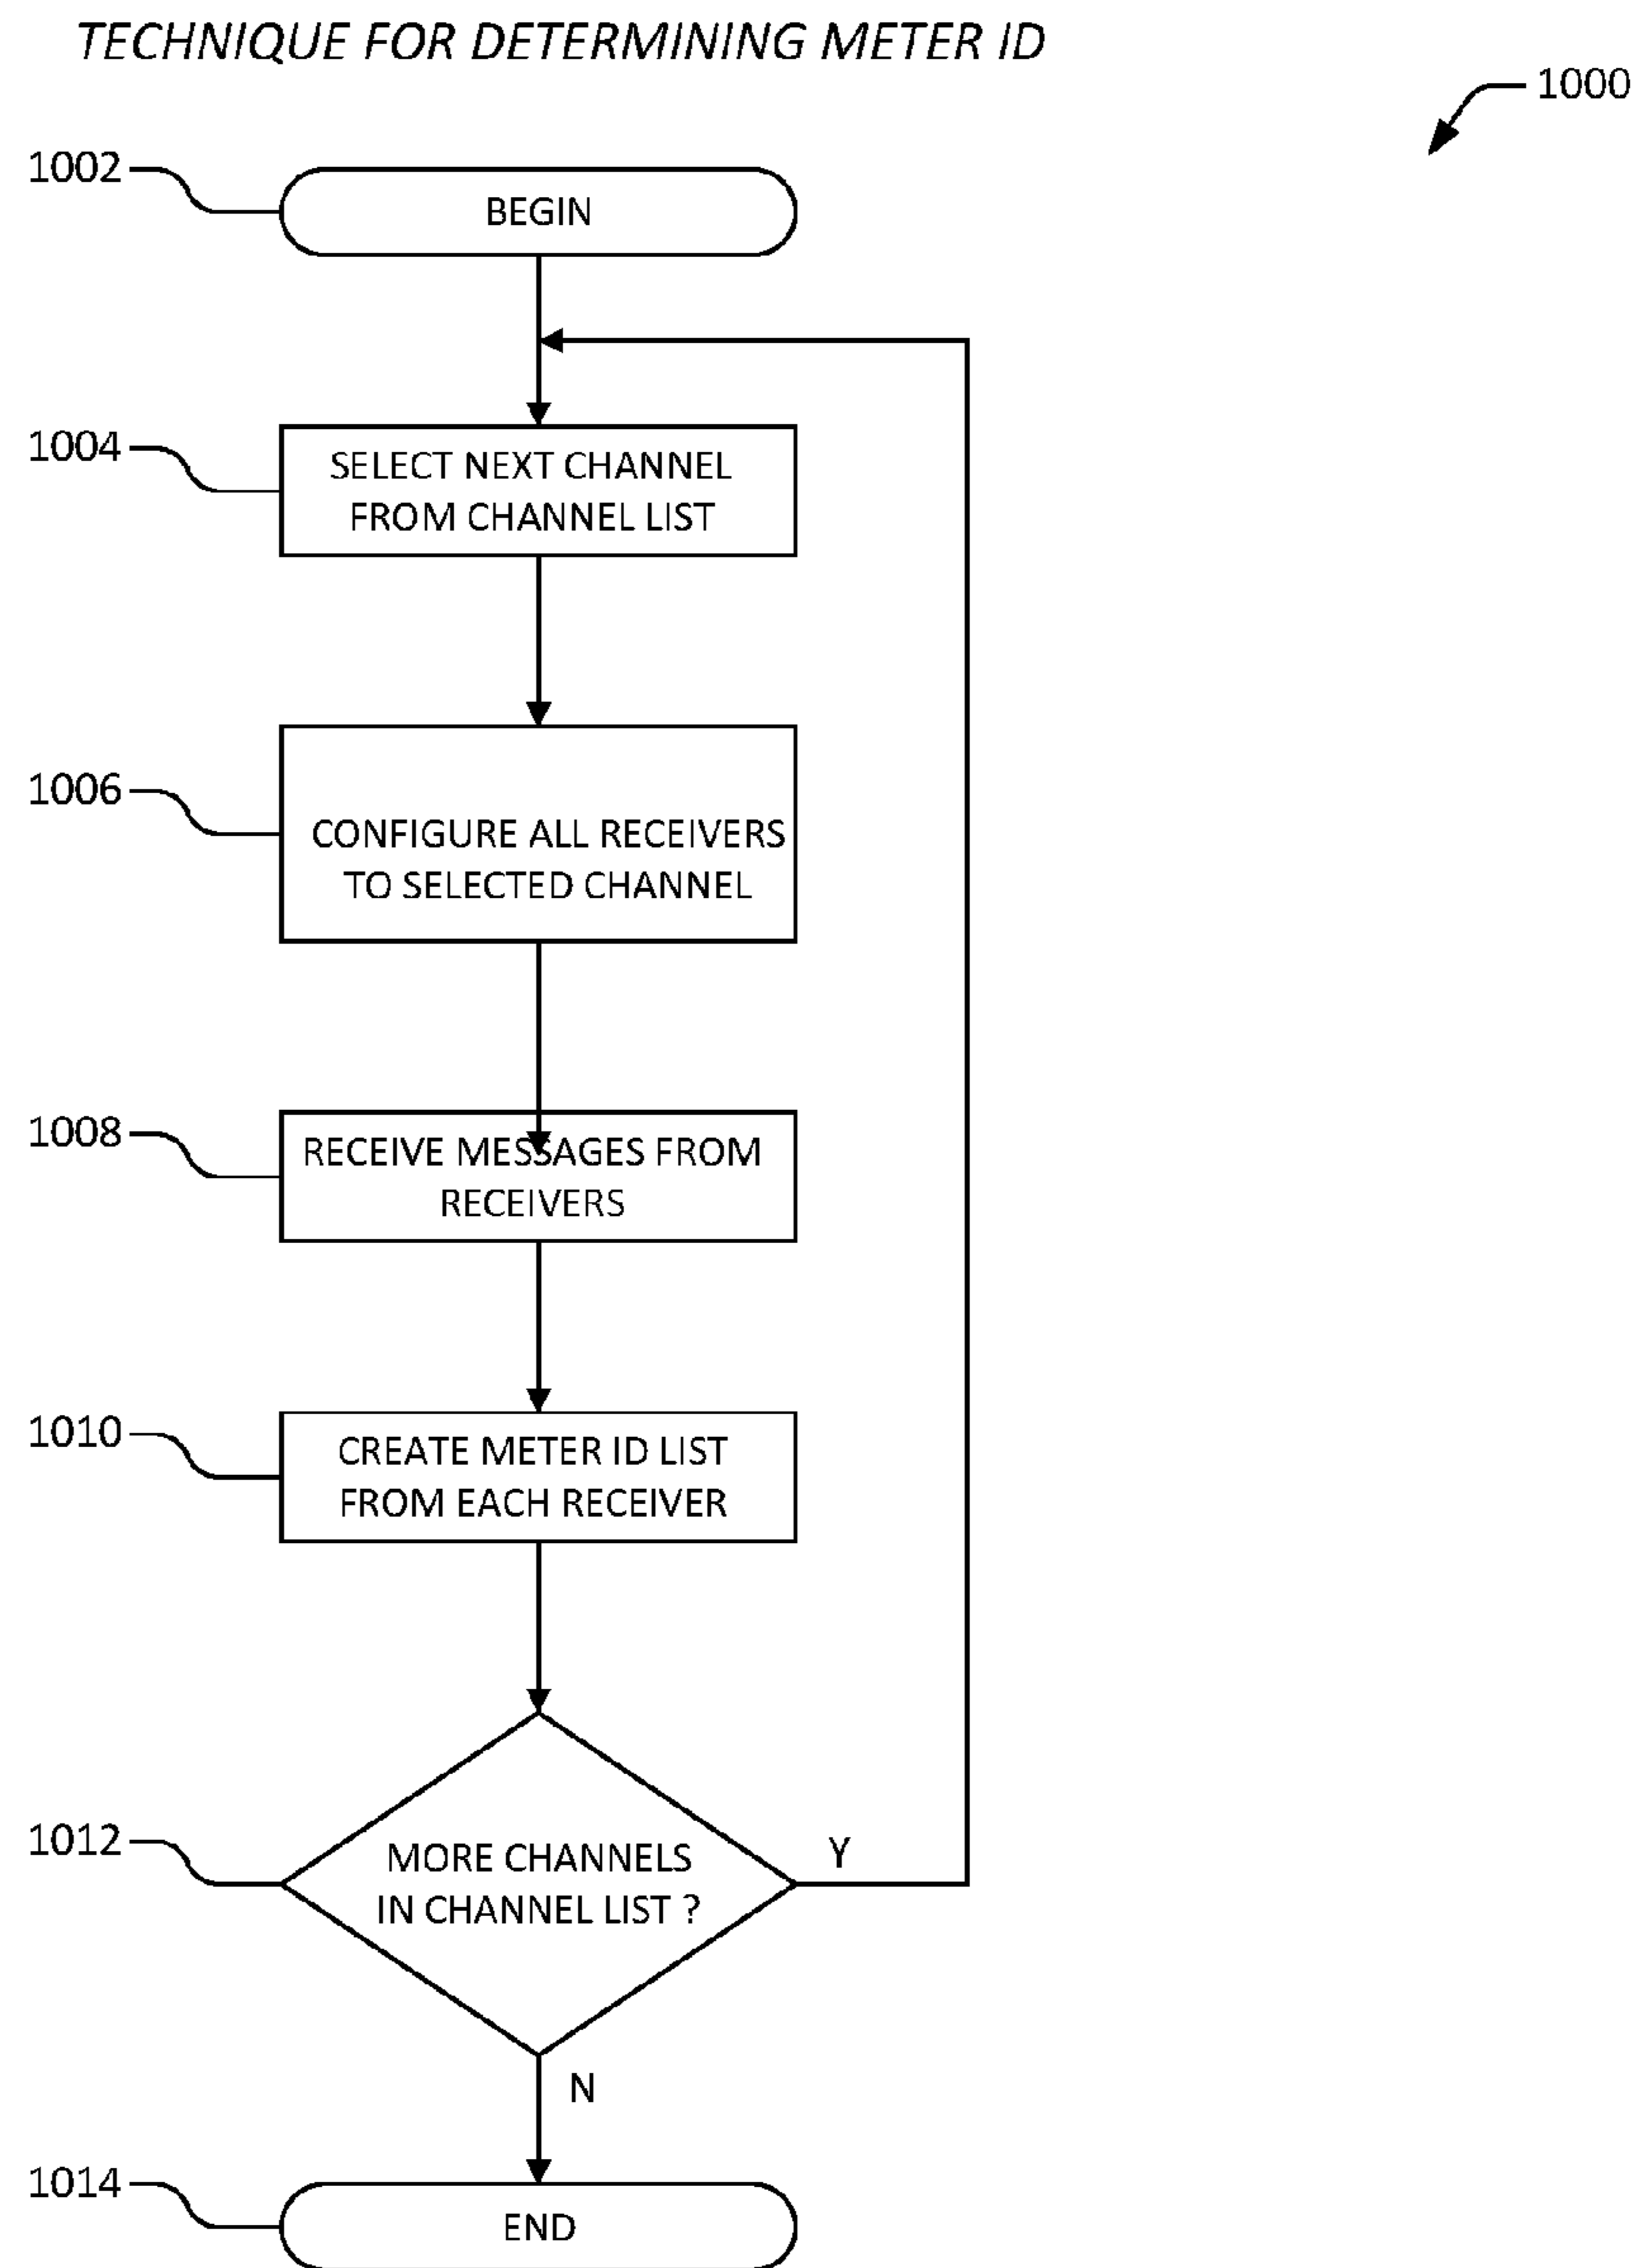 TECHNIQUE FOR DETERMINING METER ID
1000
1002
BEGIN
1004
SELECT NEXT CHANNEL
FROM CHANNEL LIST
1006
CONFIGURE ALL RECEIVERS
TO SELECTED CHANNEL
1008
RECEIVE MESSAGES FROM
RECEIVERS
1010
CREATE METER ID LIST
FROM EACH RECEIVER
1012
MORE CHANNELS
IN CHANNEL LIST ?
Y
N
1014
END